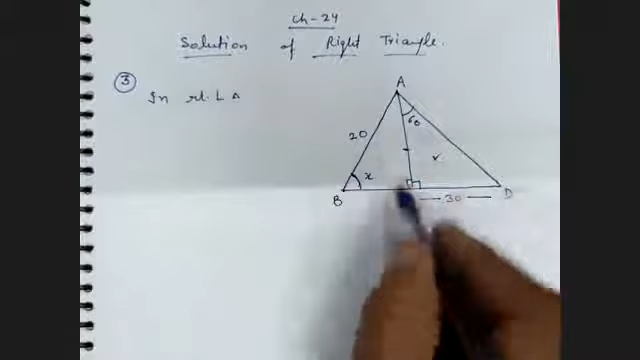 ch-24
Solution of Right Triangle.
③ In rt. L Δ
A
60
20
x
B
30
D